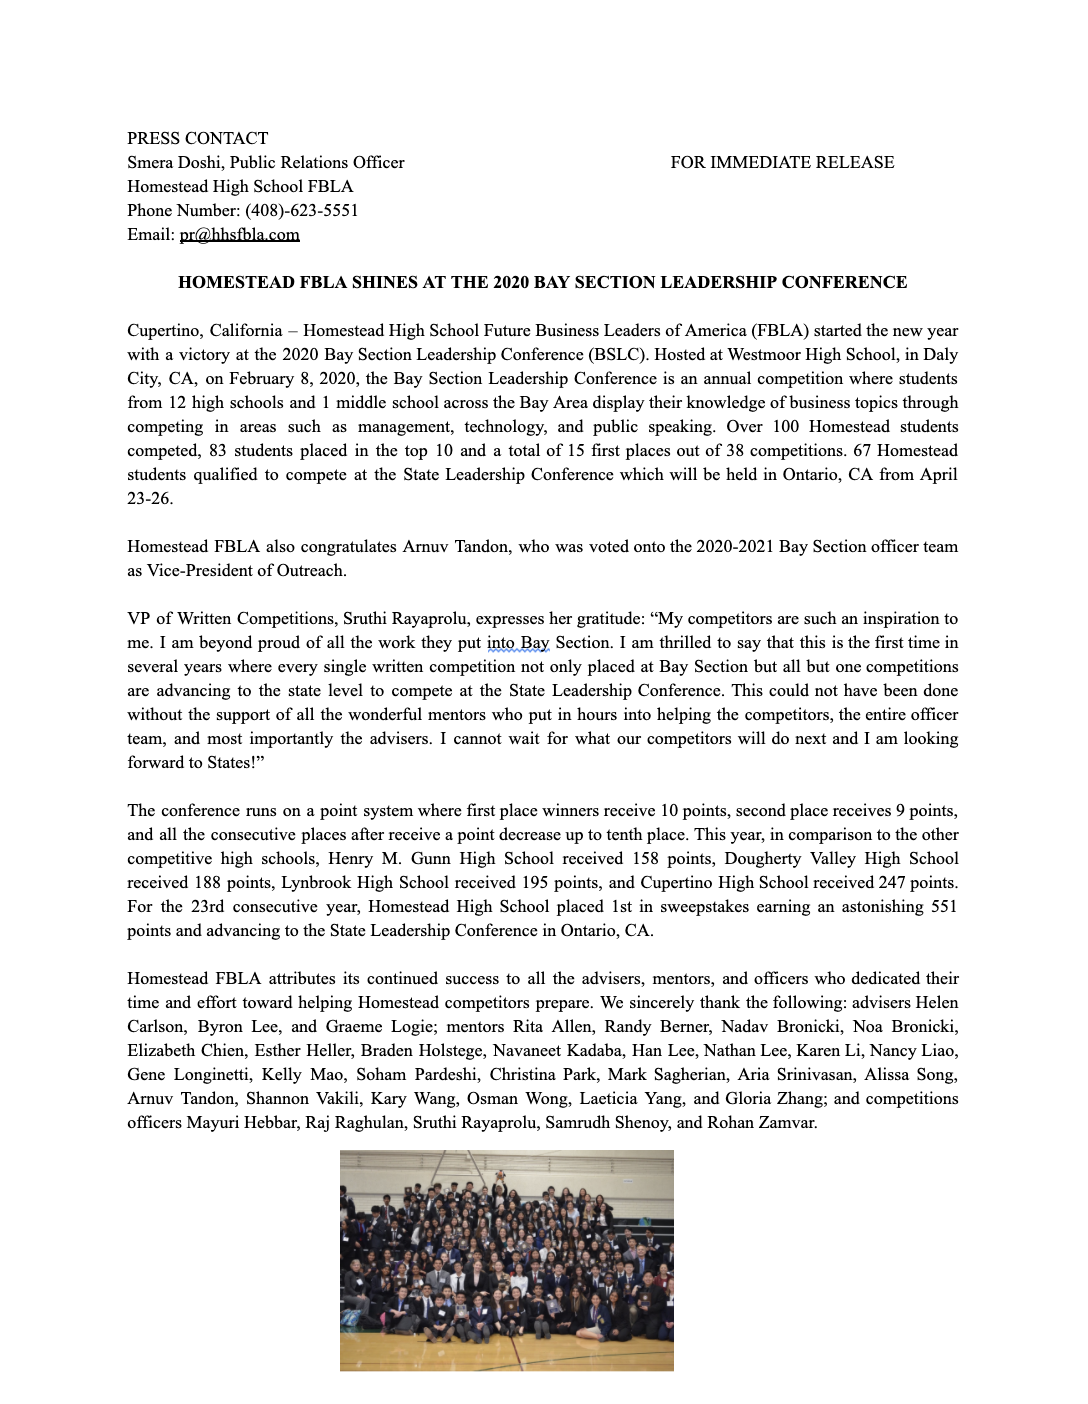 PRESS CONTACT
Smera Doshi, Public Relations Officer FOR IMMEDIATE RELEASE
Homestead High School FBLA
Phone Number: (408)-623-5551
Email: pr@hhsfbla.com
HOMESTEAD FBLA SHINES AT THE 2020 BAY SECTION LEADERSHIP CONFERENCE
Cupertino, California – Homestead High School Future Business Leaders of America (FBLA) started the new year
with a victory at the 2020 Bay Section Leadership Conference (BSLC). Hosted at Westmoor High School, in Daly
City, CA, on February 8, 2020, the Bay Section Leadership Conference is an annual competition where students
from 12 high schools and 1 middle school across the Bay Area display their knowledge of business topics through
competing in areas such as management, technology, and public speaking. Over 100 Homestead students
competed, 83 students placed in the top 10 and a total of 15 first places out of 38 competitions. 67 Homestead
students qualified to compete at the State Leadership Conference which will be held in Ontario, CA from April
23-26.
Homestead FBLA also congratulates Arnuv Tandon, who was voted onto the 2020-2021 Bay Section officer team
as Vice-President of Outreach.
VP of Written Competitions, Sruthi Rayaprolu, expresses her gratitude: “My competitors are such an inspiration to
me. I am beyond proud of all the work they put into Bay Section. I am thrilled to say that this is the first time in
several years where every single written competition not only placed at Bay Section but all but one competitions
are advancing to the state level to compete at the State Leadership Conference. This could not have been done
without the support of all the wonderful mentors who put in hours into helping the competitors, the entire officer
team, and most importantly the advisers. I cannot wait for what our competitors will do next and I am looking
forward to States!”
The conference runs on a point system where first place winners receive 10 points, second place receives 9 points,
and all the consecutive places after receive a point decrease up to tenth place. This year, in comparison to the other
competitive high schools, Henry M. Gunn High School received 158 points, Dougherty Valley High School
received 188 points, Lynbrook High School received 195 points, and Cupertino High School received 247 points.
For the 23rd consecutive year, Homestead High School placed 1st in sweepstakes earning an astonishing 551
points and advancing to the State Leadership Conference in Ontario, CA.
Homestead FBLA attributes its continued success to all the advisers, mentors, and officers who dedicated their
time and effort toward helping Homestead competitors prepare. We sincerely thank the following: advisers Helen
Carlson, Byron Lee, and Graeme Logie; mentors Rita Allen, Randy Berner, Nadav Bronicki, Noa Bronicki,
Elizabeth Chien, Esther Heller, Braden Holstege, Navaneet Kadaba, Han Lee, Nathan Lee, Karen Li, Nancy Liao,
Gene Longinetti, Kelly Mao, Soham Pardeshi, Christina Park, Mark Sagherian, Aria Srinivasan, Alissa Song,
Arnuv Tandon, Shannon Vakili, Kary Wang, Osman Wong, Laeticia Yang, and Gloria Zhang; and competitions
officers Mayuri Hebbar, Raj Raghulan, Sruthi Rayaprolu, Samrudh Shenoy, and Rohan Zamvar.